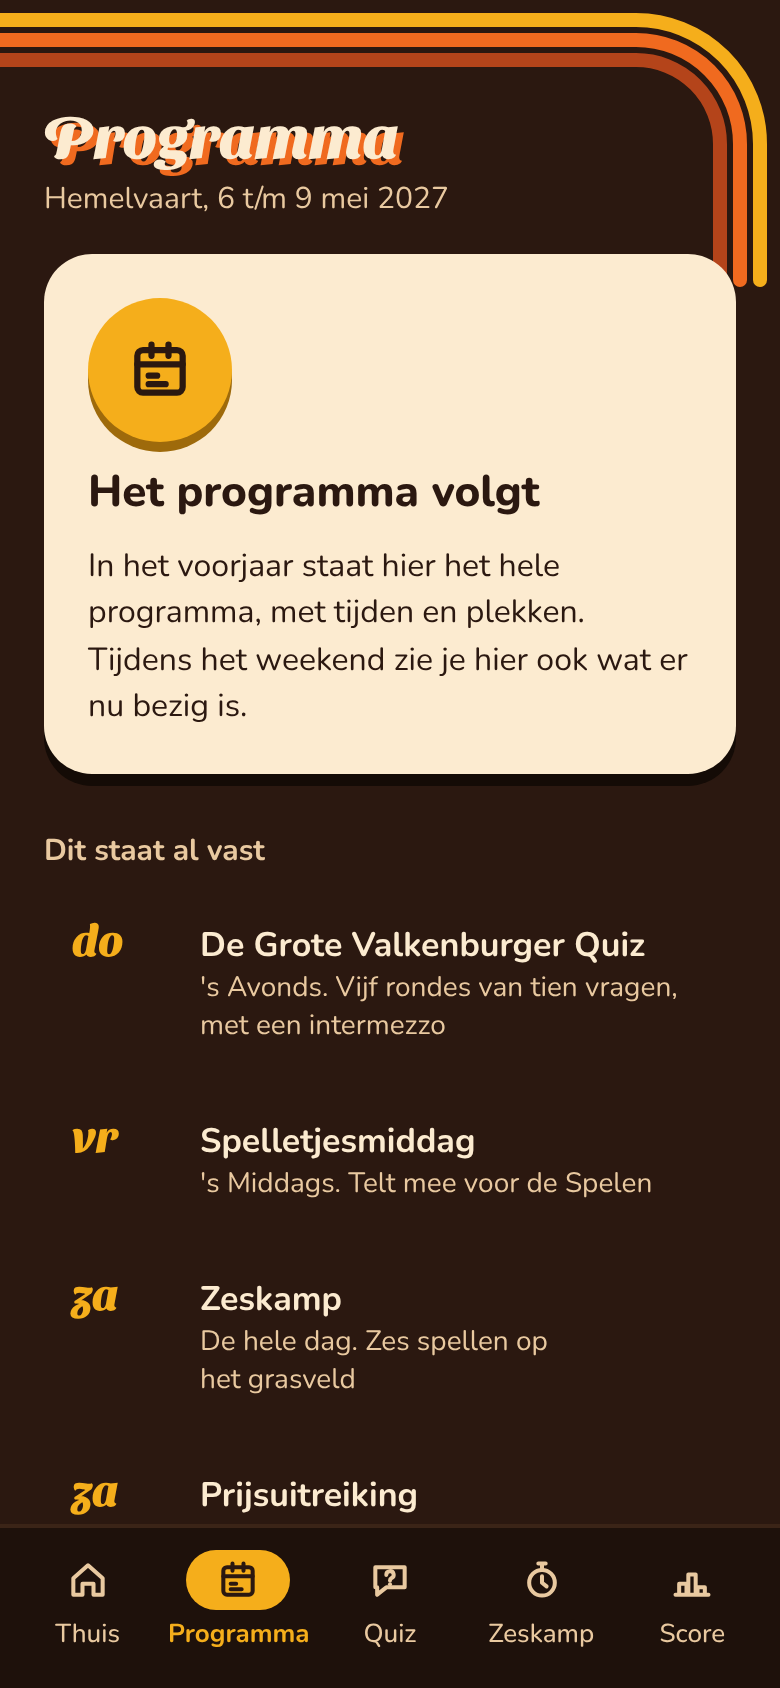 Programma
Hemelvaart, 6 t/m 9 mei 2027
Het programma volgt
In het voorjaar staat hier het hele
programma, met tijden en plekken.
Tijdens het weekend zie je hier ook wat er
nu bezig is.
Dit staat al vast
do
De Grote Valkenburger Quiz
's Avonds. Vijf rondes van tien vragen,
met een intermezzo
vr
Spelletjesmiddag
's Middags. Telt mee voor de Spelen
za
Zeskamp
De hele dag. Zes spellen op
het grasveld
za
Prijsuitreiking
Thuis
Programma
Quiz
Zeskamp
Score